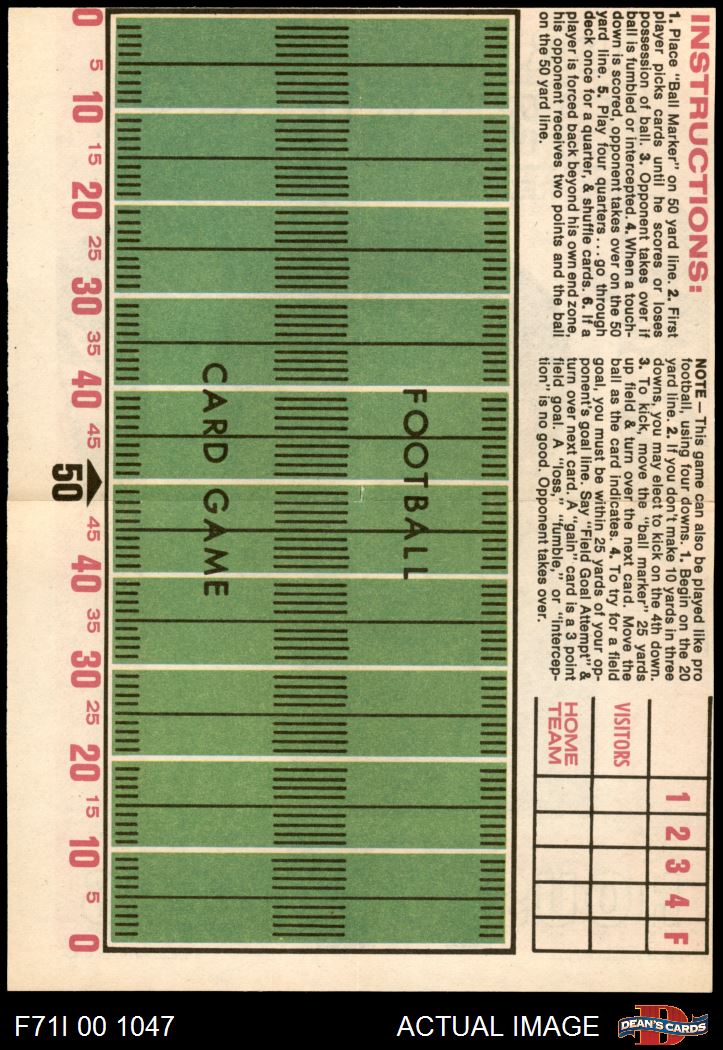 INSTRUCTIONS:
1. Place "Ball Marker" on 50 yard line. 2. First
player picks cards until he scores or loses
possession of ball. 3. Opponent takes over if
ball is fumbled or intercepted. 4. When a touch-
down is scored, opponent takes over on the 50
yard line. 5. Play four quarters... go through
deck once for a quarter, & shuffle cards. 6. If a
player is forced back beyond his own end zone,
his opponent receives two points and the ball
on the 50 yard line.
NOTE — This game can also be played like pro
football, using four downs. 1. Begin on the 20
yard line. 2. If you don't make 10 yards in three
downs, you may elect to kick on the 4th down.
3. To kick, move the "ball marker" 25 yards
up field & turn over the next card. Move the
ball as the card indicates. 4. To try for a field
goal, you must be within 25 yards of your op-
ponent's goal line. Say "Field Goal Attempt" &
turn over next card. A "gain" card is a 3 point
field goal. A "loss," "fumble," or "intercep-
tion" is no good. Opponent takes over.
1 2 3 4 F
VISITORS
HOME
TEAM
FOOTBALL
CARD GAME
0 5 10 15 20 25 30 35 40 45 50 45 40 35 30 25 20 15 10 5 0
F71I 00 1047
ACTUAL IMAGE
D
DEAN'S CARDS